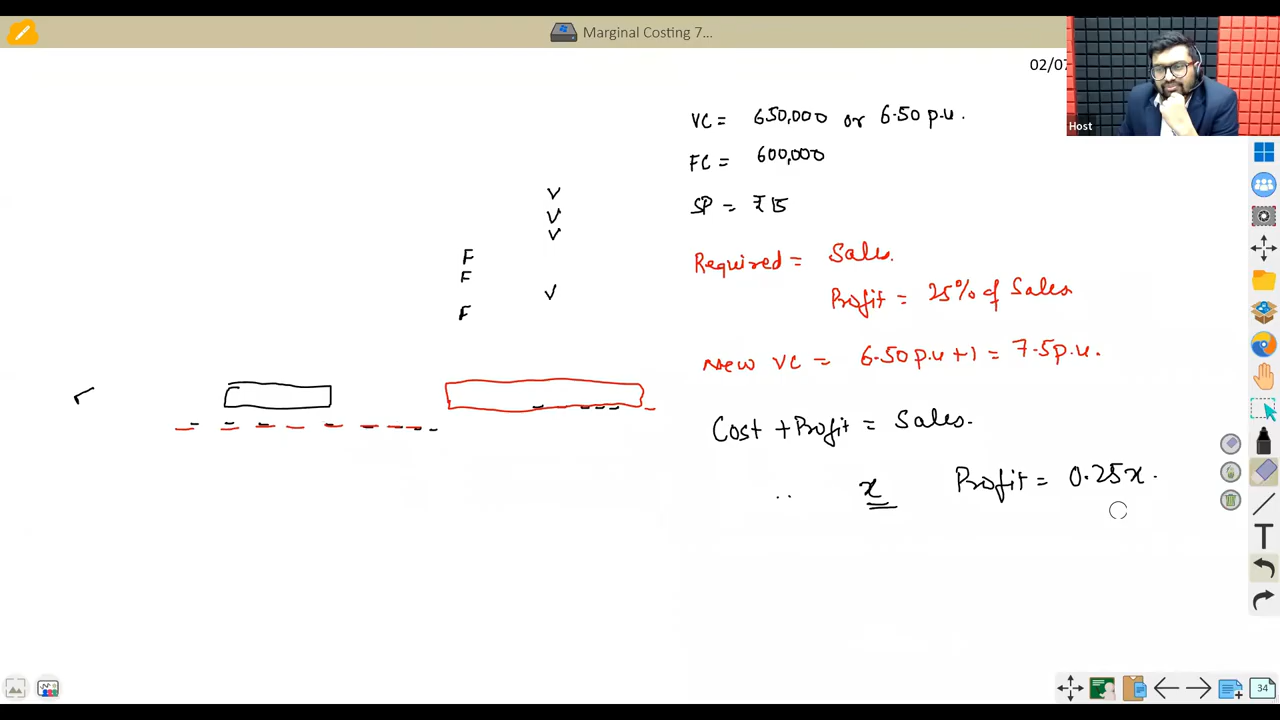 Marginal Costing 7...
02/07
Host
VC = 650,000 or 6.50 p.u.
FC = 600,000
SP = ₹ 15
V
V
V
F
F
V
F
Required = Sales.
Profit = 25% of Sales
New VC = 6.50 p.u + 1 = 7.5 p.u.
Cost + Profit = Sales.
x Profit = 0.25x.
T
34